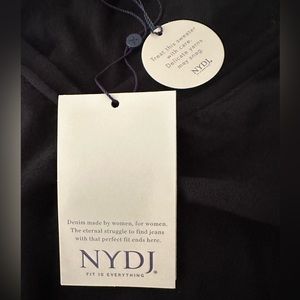 Treat this sweater
with care.
Delicate yarns
may snag.
NYDJ
Denim made by women, for women.
The eternal struggle to find jeans
with that perfect fit ends here.
NYDJ®
FIT IS EVERYTHING